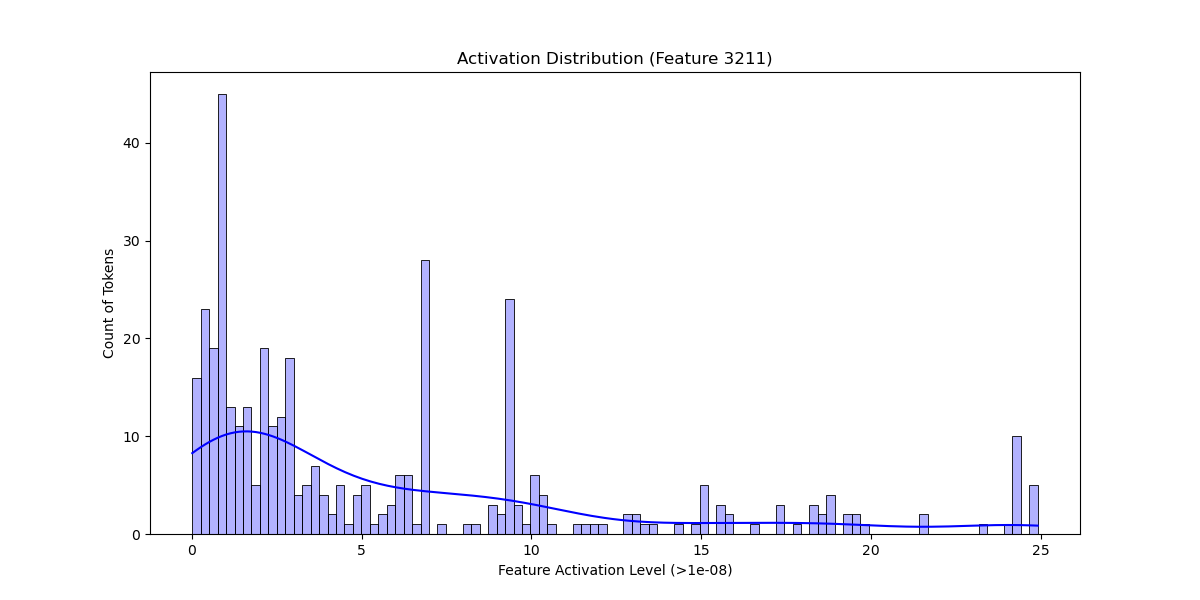 Activation Distribution (Feature 3211)
Count of Tokens
40
30
20
10
0
0 5 10 15 20 25
Feature Activation Level (>1e-08)